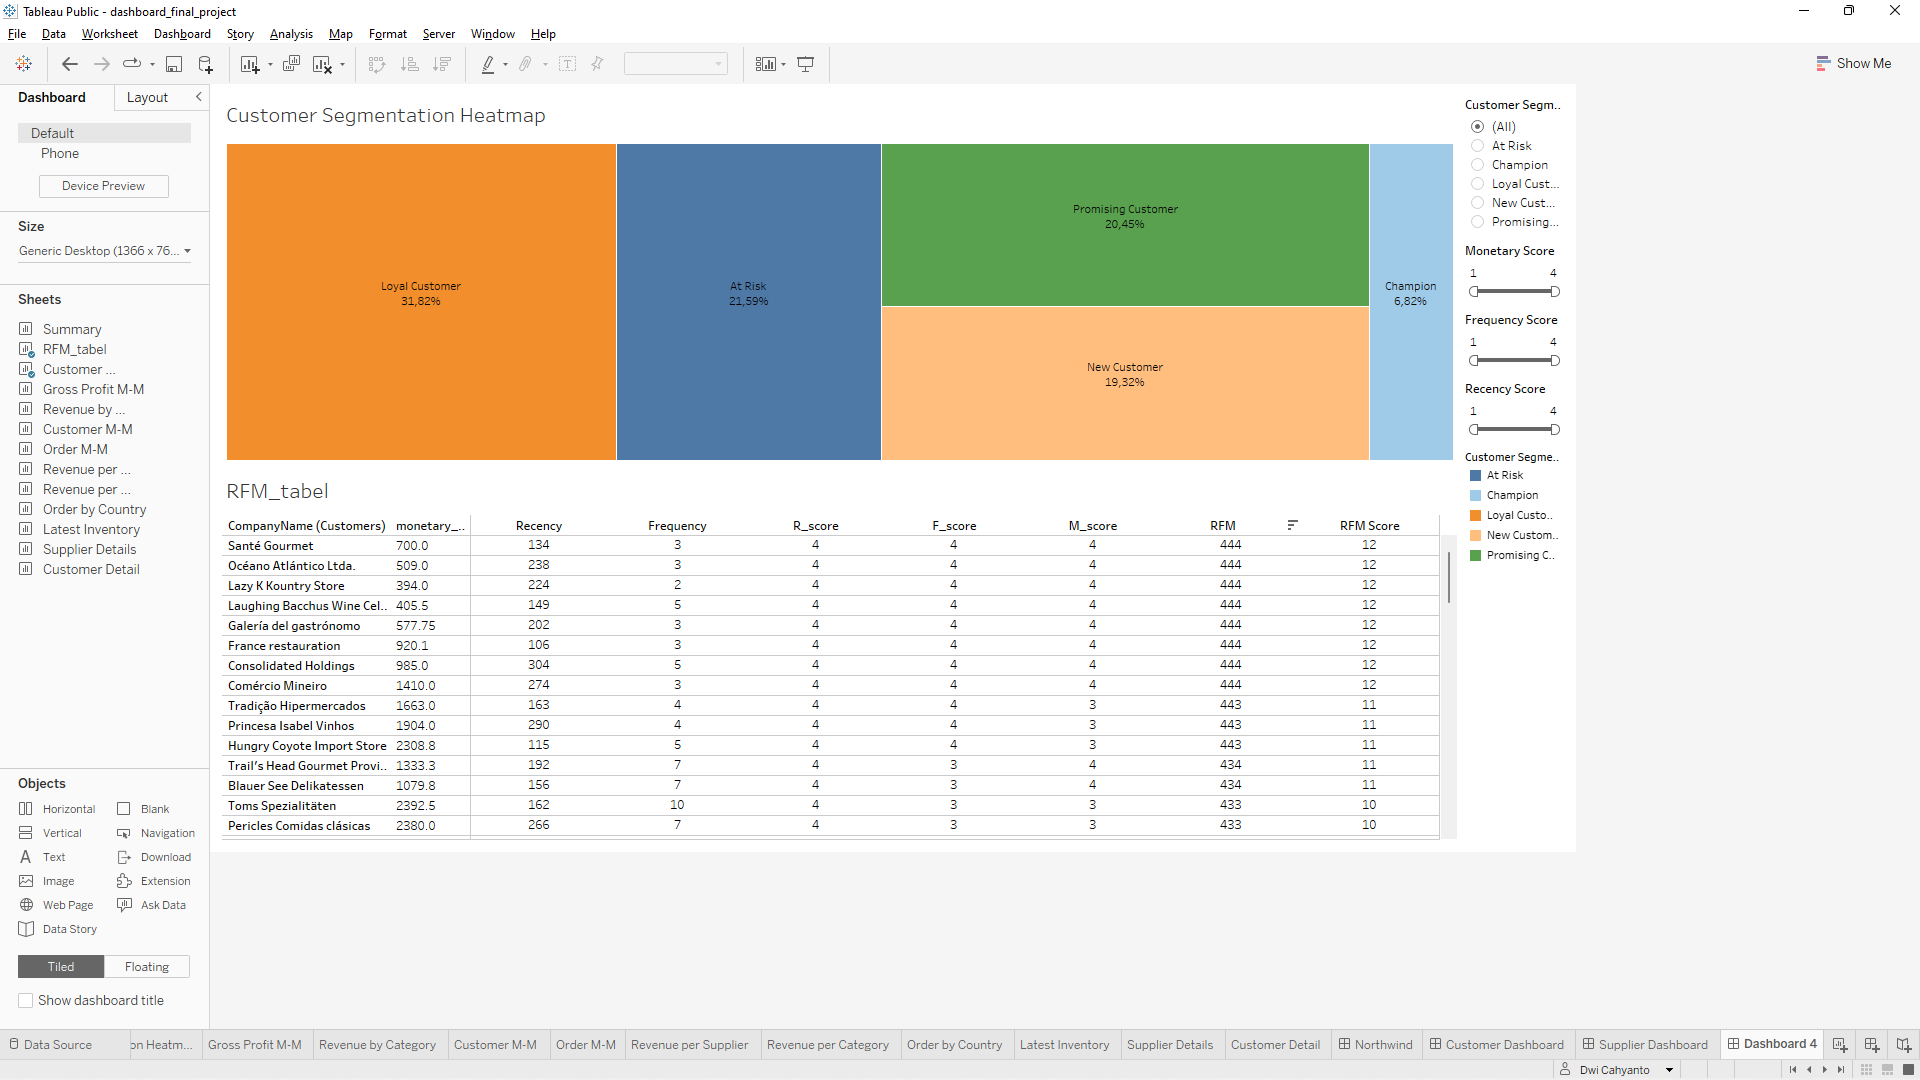 Tableau Public - dashboard_final_project
File Data Worksheet Dashboard Story Analysis Map Format Server Window Help
Show Me
Dashboard Layout
Default
Phone
Device Preview
Size
Generic Desktop (1366 x 76...
Sheets
Summary
RFM_tabel
Customer ...
Gross Profit M-M
Revenue by ...
Customer M-M
Order M-M
Revenue per ...
Revenue per ...
Order by Country
Latest Inventory
Supplier Details
Customer Detail
Objects
Horizontal Blank
Vertical Navigation
Text Download
Image Extension
Web Page Ask Data
Data Story
Tiled Floating
Show dashboard title
Customer Segmentation Heatmap
Loyal Customer
31,82%
At Risk
21,59%
Promising Customer
20,45%
New Customer
19,32%
Champion
6,82%
RFM_tabel
CompanyName (Customers) monetary_.. Recency Frequency R_score F_score M_score RFM RFM Score
Santé Gourmet 700.0 134 3 4 4 4 444 12
Océano Atlántico Ltda. 509.0 238 3 4 4 4 444 12
Lazy K Kountry Store 394.0 224 2 4 4 4 444 12
Laughing Bacchus Wine Cel.. 405.5 149 5 4 4 4 444 12
Galería del gastrónomo 577.75 202 3 4 4 4 444 12
France restauration 920.1 106 3 4 4 4 444 12
Consolidated Holdings 985.0 304 5 4 4 4 444 12
Comércio Mineiro 1410.0 274 3 4 4 4 444 12
Tradição Hipermercados 1663.0 163 4 4 4 3 443 11
Princesa Isabel Vinhos 1904.0 290 4 4 4 3 443 11
Hungry Coyote Import Store 2308.8 115 5 4 4 3 443 11
Trail's Head Gourmet Provi.. 1333.3 192 7 4 3 4 434 11
Blauer See Delikatessen 1079.8 156 7 4 3 4 434 11
Toms Spezialitäten 2392.5 162 10 4 3 3 433 10
Pericles Comidas clásicas 2380.0 266 7 4 3 3 433 10
Customer Segm..
(All)
At Risk
Champion
Loyal Cust...
New Cust...
Promising...
Monetary Score
1 4
Frequency Score
1 4
Recency Score
1 4
Customer Segme..
At Risk
Champion
Loyal Custo..
New Custom..
Promising C..
Data Source on Heatm... Gross Profit M-M Revenue by Category Customer M-M Order M-M Revenue per Supplier Revenue per Category Order by Country Latest Inventory Supplier Details Customer Detail Northwind Customer Dashboard Supplier Dashboard Dashboard 4
Dwi Cahyanto